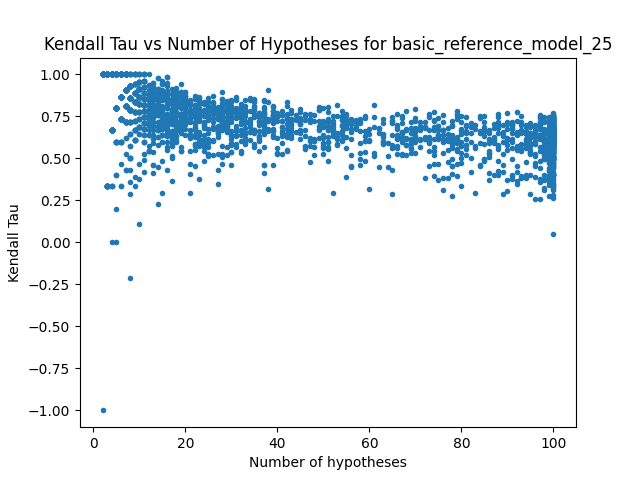 Kendall Tau vs Number of Hypotheses for basic_reference_model_25
Kendall Tau
1.00
0.75
0.50
0.25
0.00
−0.25
−0.50
−0.75
−1.00
0 20 40 60 80 100
Number of hypotheses